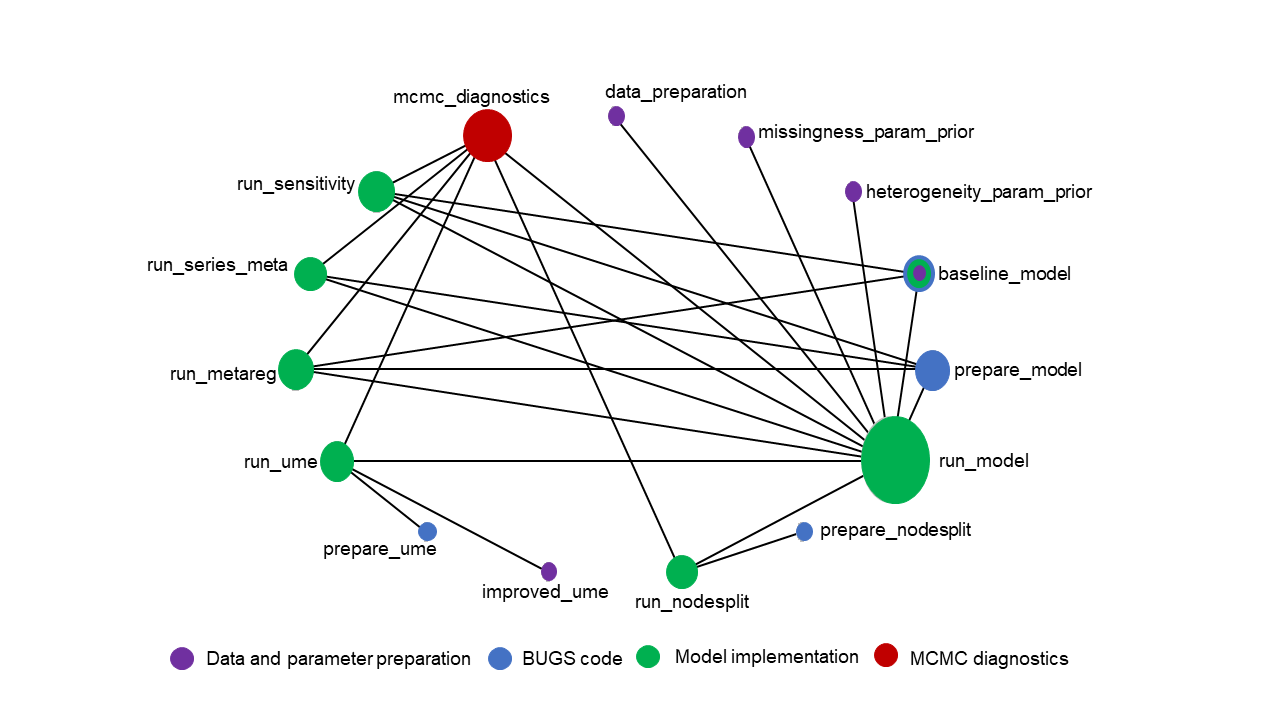 data_preparation
mcmc_diagnostics
missingness_param_prior
run_sensitivity
heterogeneity_param_prior
run_series_meta
baseline_model
run_metareg
prepare_model
run_ume
run_model
prepare_ume
prepare_nodesplit
improved_ume
run_nodesplit
Data and parameter preparation
BUGS code
Model implementation
MCMC diagnostics